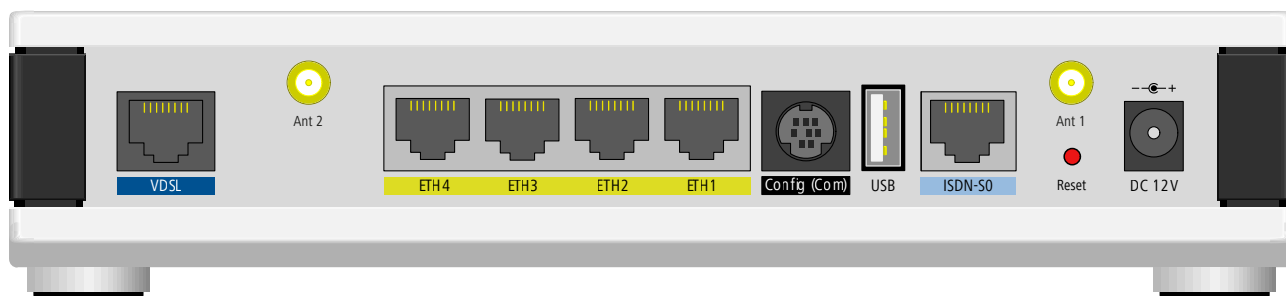 Ant 2
Ant 1
VDSL
ETH4
ETH3
ETH2
ETH1
Config (Com)
USB
ISDN-S0
Reset
DC 12V